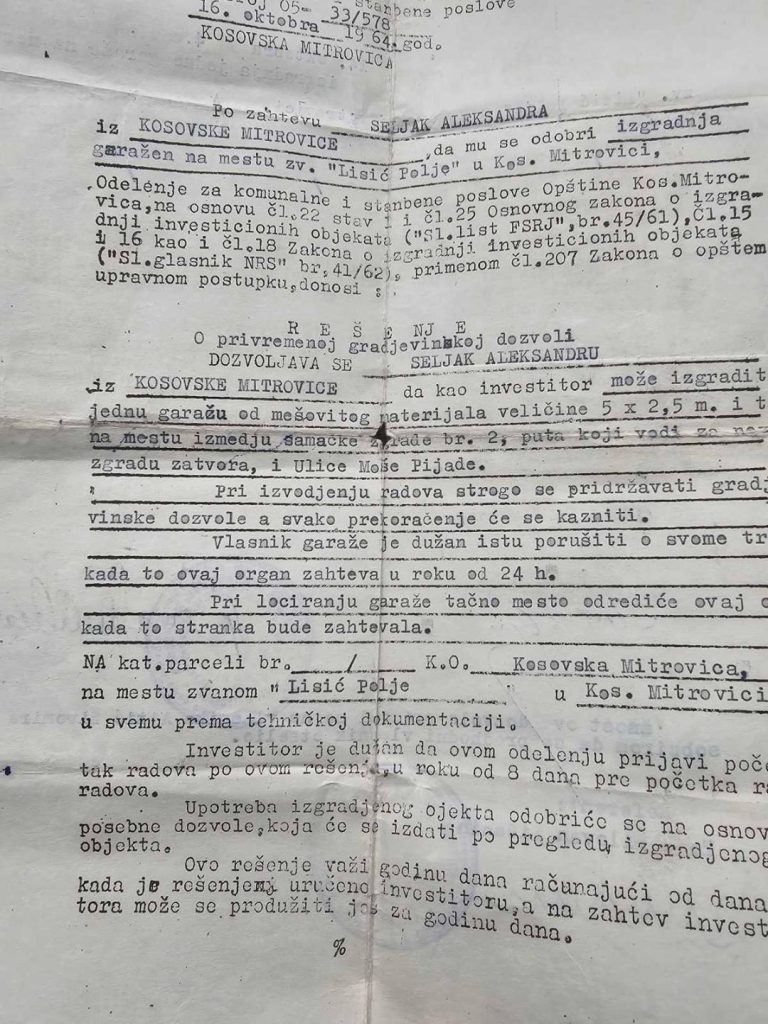 stanbene poslove
broj 05- 33/578
16. oktobra 1964.god.
KOSOVSKA MITROVICA
Po zahtevu SELJAK ALEKSANDRA
iz KOSOVSKE MITROVICE ,da mu se odobri izgradnja
garažen na mestu zv. "Lisić Polje" u Kos. Mitrovici,
Odelenje za komunalne i stanbene poslove Opštine Kos.Mitro-
vica,na osnovu čl.22 stav 1 i čl.25 Osnovnog zakona o izgra-
dnji investicionih objekata ("Sl.list FSRJ",br.45/61),čl.15
i 16 kao i čl.18 Zakona o izgradnji investicionih objekata
("Sl.glasnik NRS" br.41/62), primenom čl.207 Zakona o opštem
upravnom postupku,donosi :
R E Š E NJ E
O privremenoj gradjevinskoj dozvoli
DOZVOLJAVA SE SELJAK ALEKSANDRU
iz KOSOVSKE MITROVICE da kao investitor može izgradit
jednu garažu od mešovitog materijala veličine 5 x 2,5 m. i t
na mestu izmedju samačke zgrade br. 2, puta koji vodi za
zgradu zatvora, i Ulice Moše Pijade.
Pri izvodjenju radova strogo se pridržavati gradj
vinske dozvole a svako prekoračenje će se kazniti.
Vlasnik garaže je dužan istu porušiti o svome tr
kada to ovaj organ zahteva u roku od 24 h.
Pri lociranju garaže tačno mesto odrediće ovaj o
kada to stranka bude zahtevala.
NA kat.parceli br. / K.O. Kosovska Mitrovica,
na mestu zvanom "Lisić Polje " u Kos. Mitrovici
u svemu prema tehničkoj dokumentaciji.
Investitor je dužan da ovom odelenju prijavi poče
tak radova po ovom rešenju,u roku od 8 dana pre početka ra
radova.
Upotreba izgradjenog ojekta odobriće se na osnov
posebne dozvole,koja će se izdati po pregledu izgradjenog
objekta.
Ovo rešenje važi godinu dana računajući od dana
kada je rešenjemj uručeno investitoru,a na zahtev invest
tora može se produžiti još za godinu dana.
%